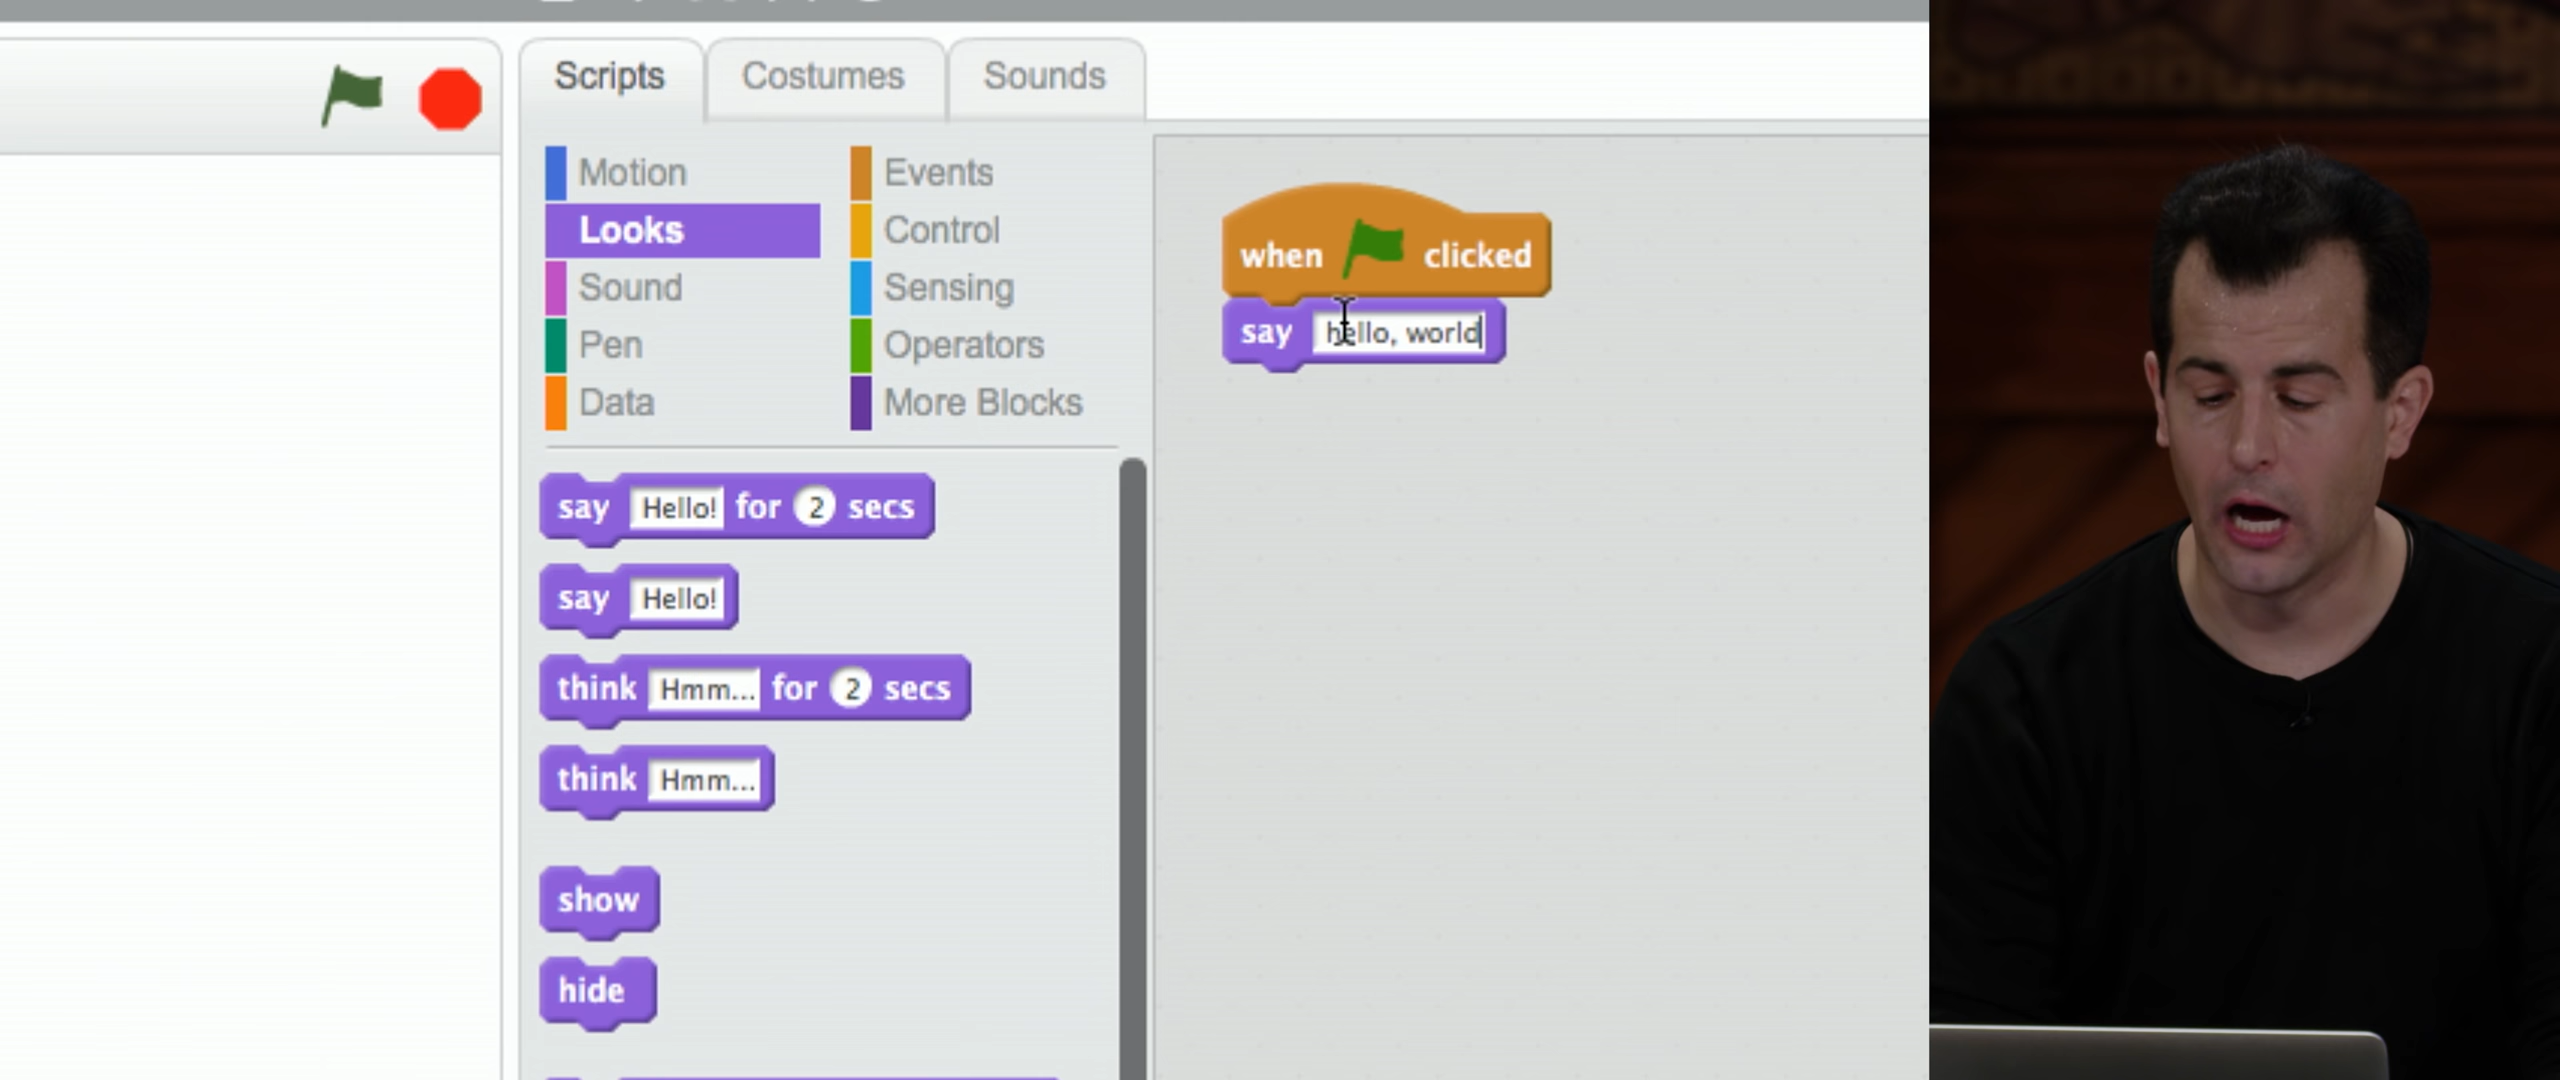 Scripts Costumes Sounds
Motion Events
Looks Control
Sound Sensing
Pen Operators
Data More Blocks
when clicked
say hello, world
say Hello! for 2 secs
say Hello!
think Hmm... for 2 secs
think Hmm...
show
hide